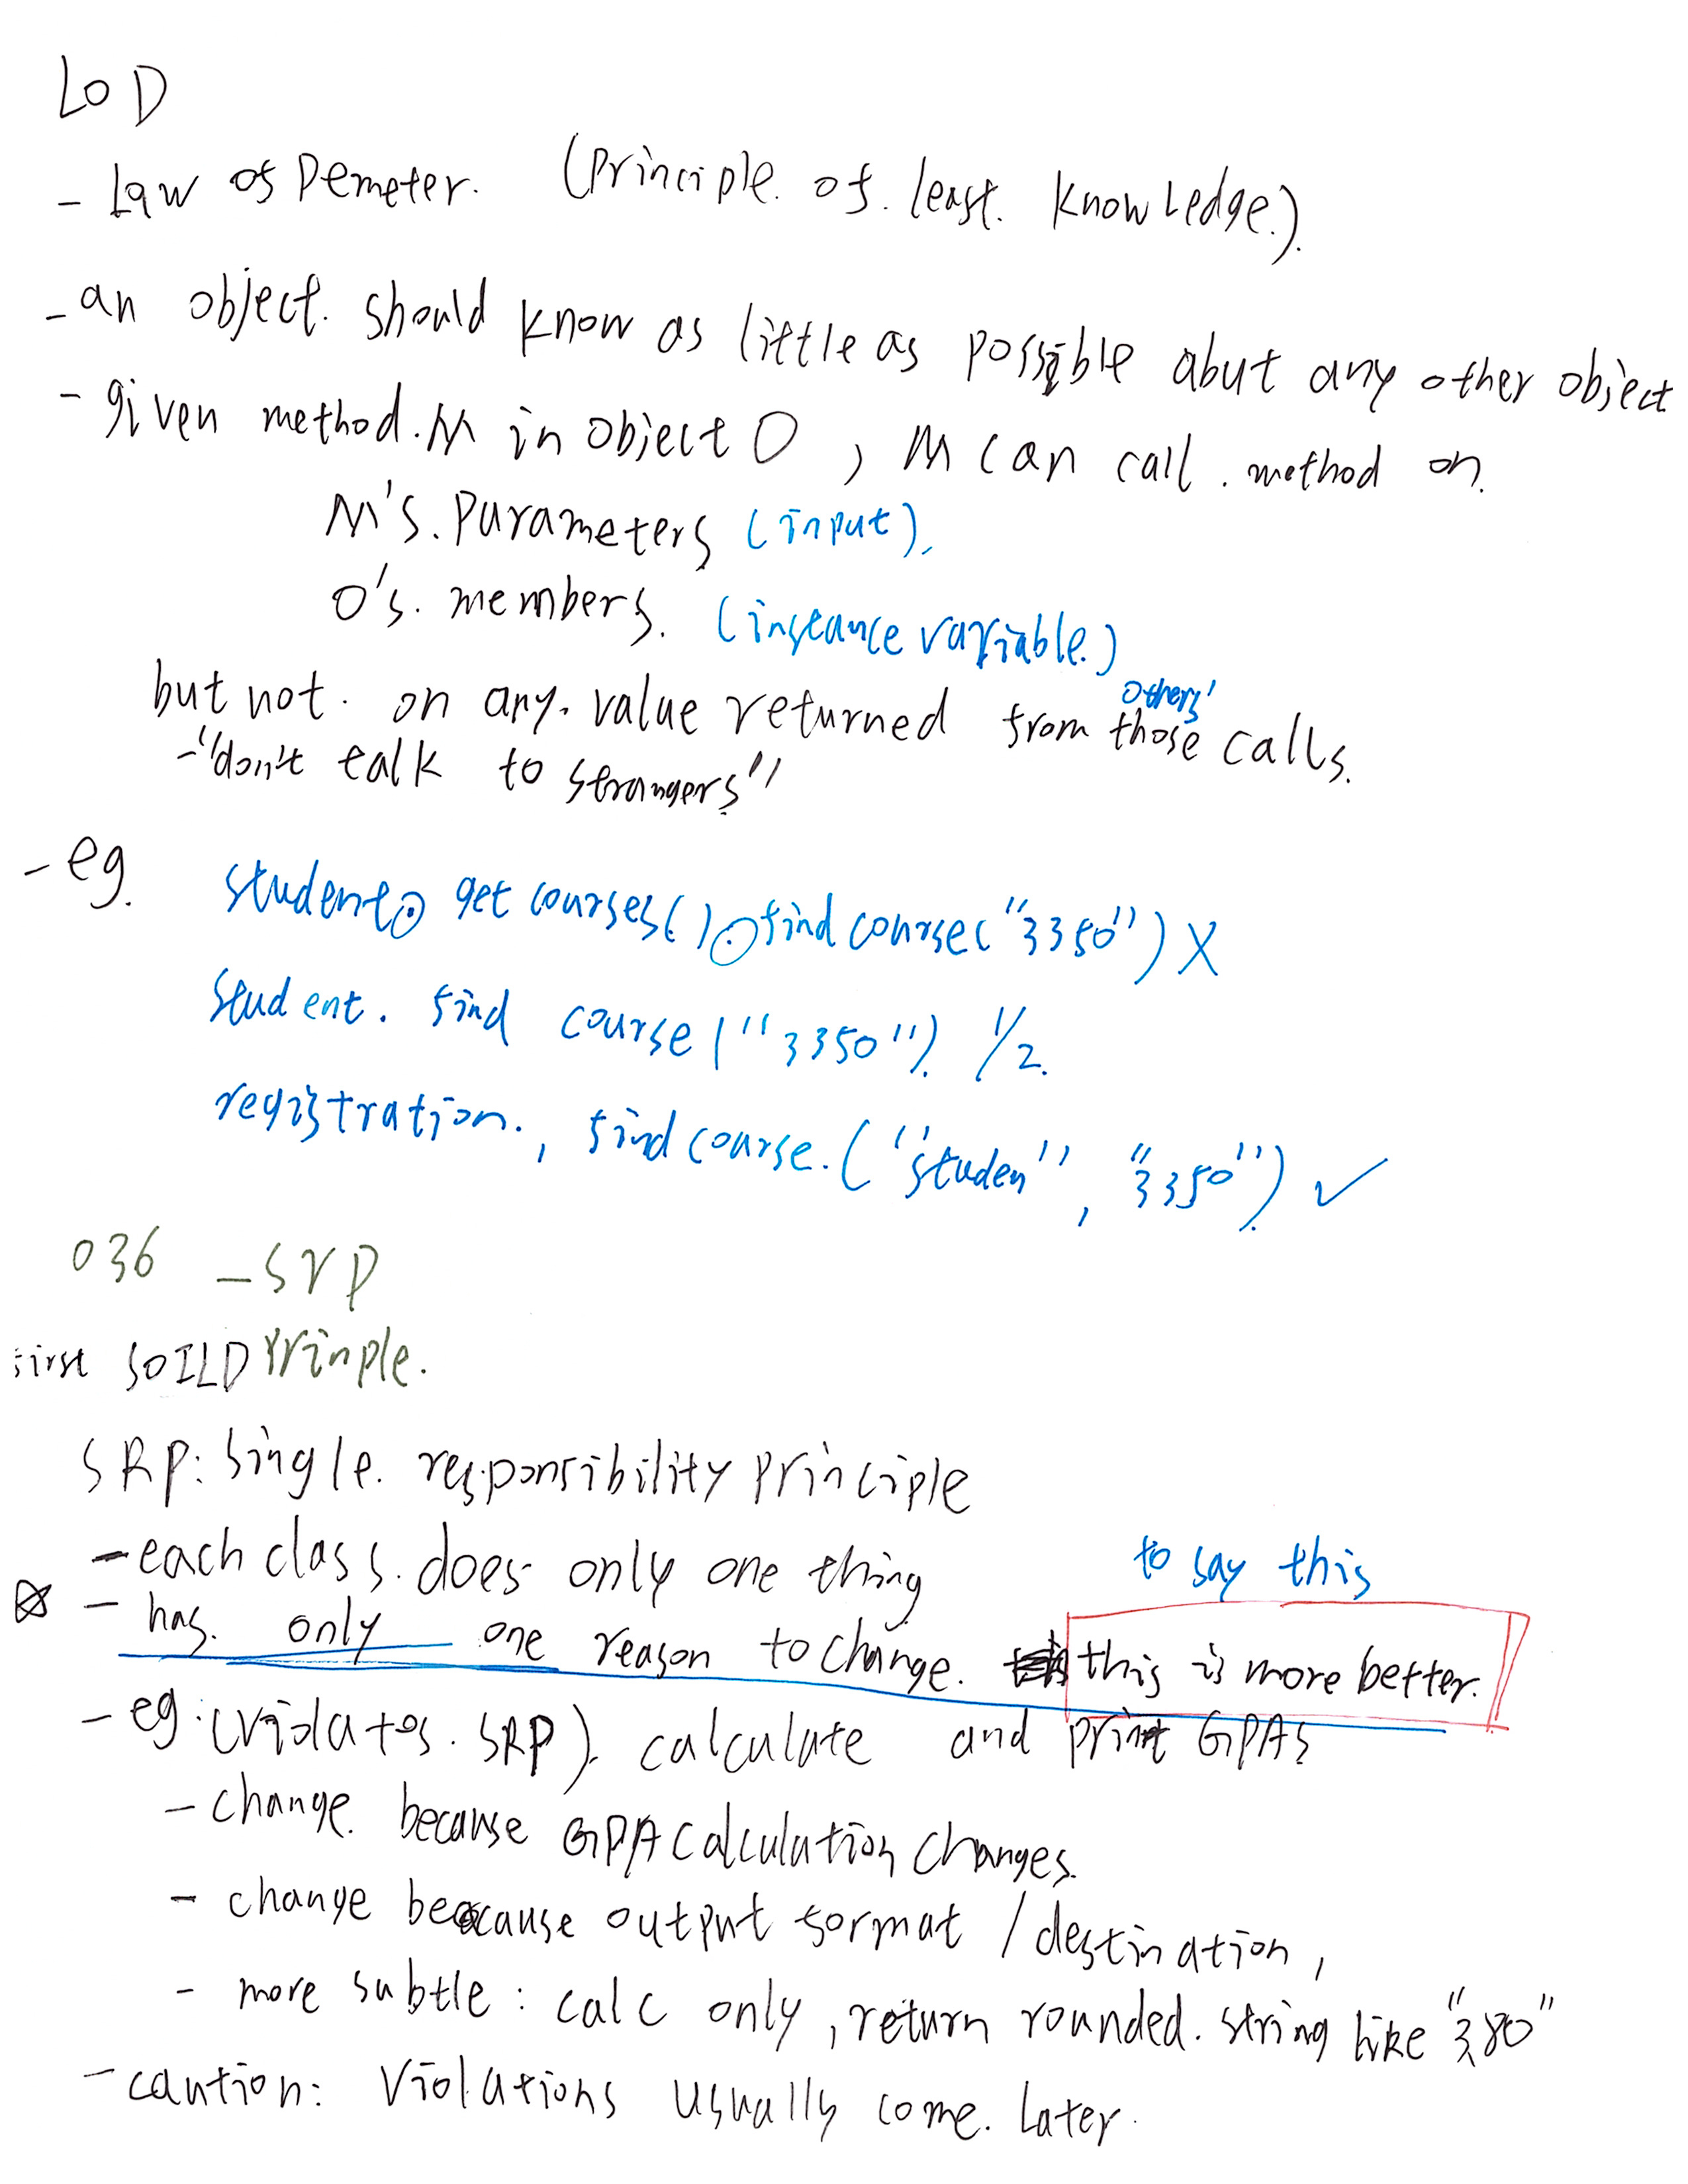 LoD
- Law of Demeter. (Principle. of. least. knowledge.).
- an object. should know as little as possible abut any other object
- given method. M in object O , M can call. method on.
M's. Parameters (input).
O's. members. (instance variable.)
but not. on any. value returned from those calls.
others'
- "don't talk to strangers"
- eg.
student. get courses().find course("3350") X
student. find course("3350"). 1/2.
registration., find course.("studen", "3350") ✓
036 - SRP
first SOILD Prinple.
SRP: Single. responsibility principle
- each class. does only one thing
to say this
- has. only one reason to change. this is more better.
- eg: (violates. SRP). calculate and print GPAs
- change. because GPA calculation changes.
- change because output format / destination,
- more subtle : calc only, return rounded. string like "3.80"
- caution: Violations usually come. later.